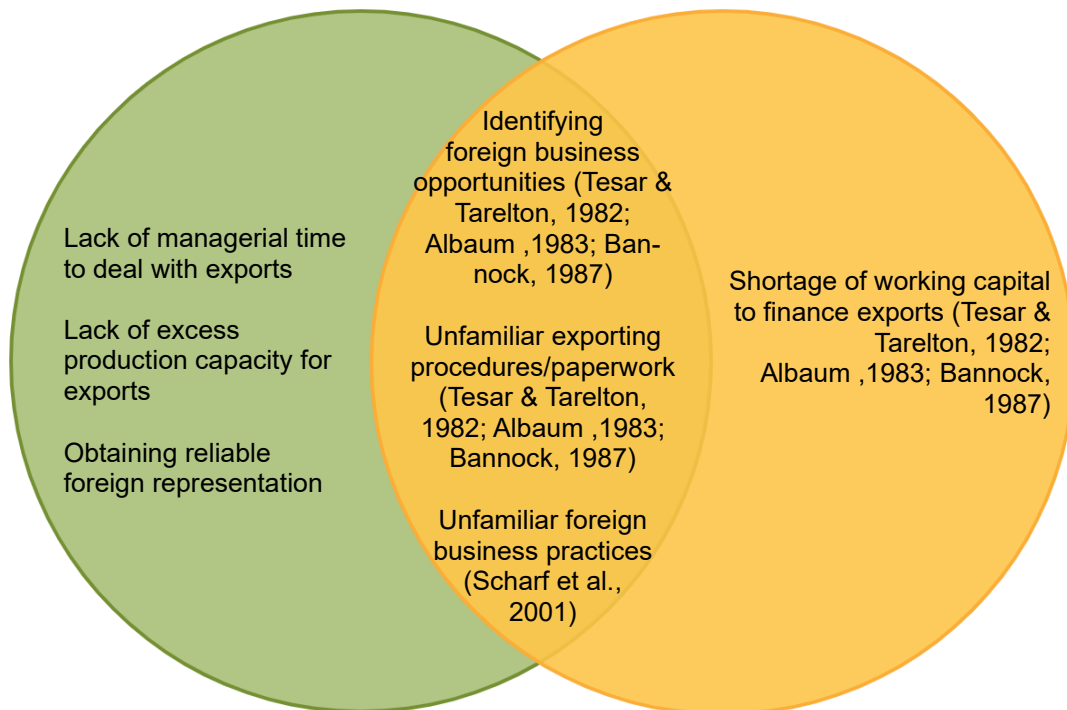 Lack of managerial time
to deal with exports
Lack of excess
production capacity for
exports
Obtaining reliable
foreign representation
Identifying
foreign business
opportunities (Tesar &
Tarelton, 1982;
Albaum ,1983; Ban-
nock, 1987)
Unfamiliar exporting
procedures/paperwork
(Tesar & Tarelton,
1982; Albaum ,1983;
Bannock, 1987)
Unfamiliar foreign
business practices
(Scharf et al.,
2001)
Shortage of working capital
to finance exports (Tesar &
Tarelton, 1982;
Albaum ,1983; Bannock,
1987)